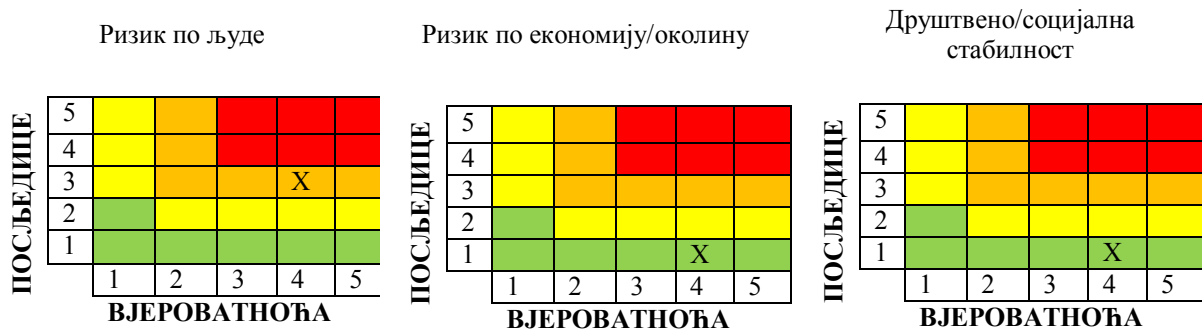 Ризик по људе
ПОСЉЕДИЦЕ
5
4
3 X
2
1
1 2 3 4 5
ВЈЕРОВАТНОЋА
Ризик по економију/околину
ПОСЉЕДИЦЕ
5
4
3
2
1 X
1 2 3 4 5
ВЈЕРОВАТНОЋА
Друштвено/социјална
стабилност
ПОСЉЕДИЦЕ
5
4
3
2
1 X
1 2 3 4 5
ВЈЕРОВАТНОЋА